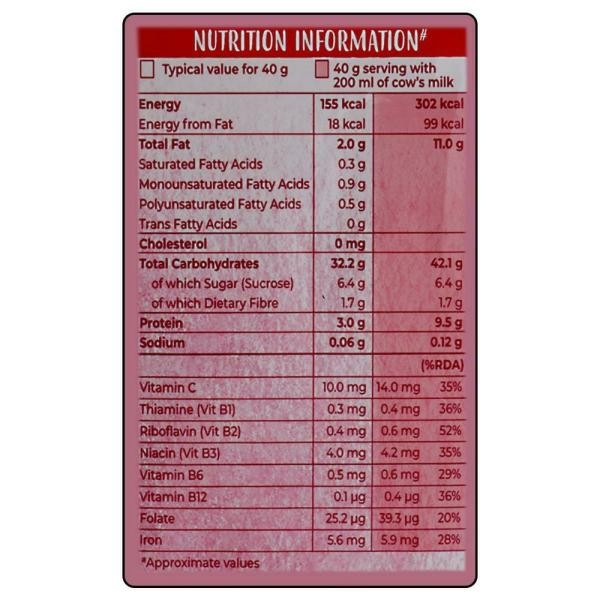 NUTRITION INFORMATION#
Typical value for 40 g
40 g serving with
200 ml of cow's milk
Energy 155 kcal 302 kcal
Energy from Fat 18 kcal 99 kcal
Total Fat 2.0 g 11.0 g
Saturated Fatty Acids 0.3 g
Monounsaturated Fatty Acids 0.9 g
Polyunsaturated Fatty Acids 0.5 g
Trans Fatty Acids 0 g
Cholesterol 0 mg
Total Carbohydrates 32.2 g 42.1 g
of which Sugar (Sucrose) 6.4 g 6.4 g
of which Dietary Fibre 1.7 g 1.7 g
Protein 3.0 g 9.5 g
Sodium 0.06 g 0.12 g
(%RDA)
Vitamin C 10.0 mg 14.0 mg 35%
Thiamine (Vit B1) 0.3 mg 0.4 mg 36%
Riboflavin (Vit B2) 0.4 mg 0.6 mg 52%
Niacin (Vit B3) 4.0 mg 4.2 mg 35%
Vitamin B6 0.5 mg 0.6 mg 29%
Vitamin B12 0.1 µg 0.4 µg 36%
Folate 25.2 µg 39.3 µg 20%
Iron 5.6 mg 5.9 mg 28%
#Approximate values